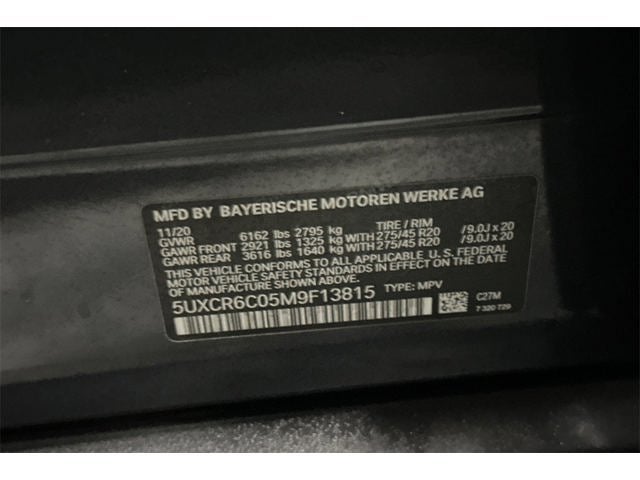 MFD BY BAYERISCHE MOTOREN WERKE AG
11/20 TIRE / RIM
GVWR 6162 lbs 2795 kg
GAWR FRONT 2921 lbs 1325 kg WITH 275/45 R20 /9.0J x 20
GAWR REAR 3616 lbs 1640 kg WITH 275/45 R20 /9.0J x 20
THIS VEHICLE CONFORMS TO ALL APPLICABLE U.S. FEDERAL
MOTOR VEHICLE SAFETY STANDARDS IN EFFECT ON THE DATE
OF MANUFACTURE SHOWN ABOVE.
5UXCR6C05M9F13815 TYPE: MPV
C27M
7 320 729